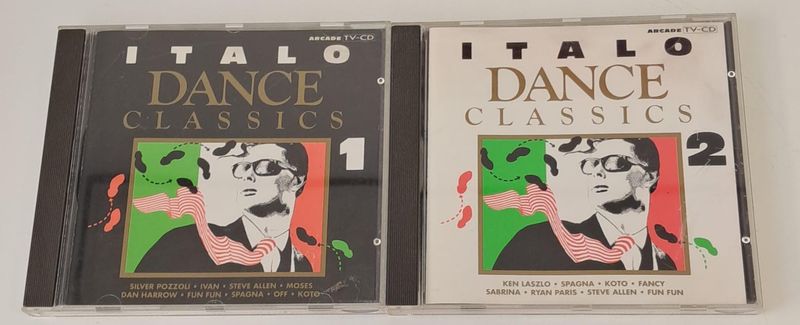 ARCADE TV-CD
ITALO
DANCE
CLASSICS
1
SILVER POZZOLI • IVAN • STEVE ALLEN • MOSES
DAN HARROW • FUN FUN • SPAGNA • OFF • KOTO
ARCADE TV-CD
ITALO
DANCE
CLASSICS
2
KEN LASZLO • SPAGNA • KOTO • FANCY
SABRINA • RYAN PARIS • STEVE ALLEN • FUN FUN